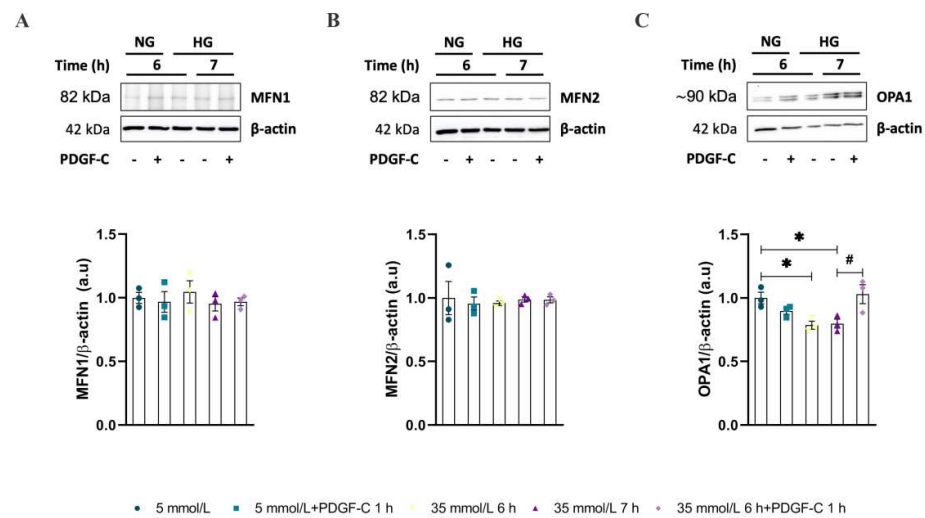 A
NG HG
Time (h) 6 7
82 kDa MFN1
42 kDa β-actin
PDGF-C - + - - +
1.5
1.0
0.5
0.0
MFN1/β-actin (a.u)
B
NG HG
Time (h) 6 7
82 kDa MFN2
42 kDa β-actin
PDGF-C - + - - +
1.5
1.0
0.5
0.0
MFN2/β-actin (a.u)
C
NG HG
Time (h) 6 7
~90 kDa OPA1
42 kDa β-actin
PDGF-C - + - - +
1.5
1.0
0.5
0.0
OPA1/β-actin (a.u)
*
*
#
5 mmol/L 5 mmol/L+PDGF-C 1 h 35 mmol/L 6 h 35 mmol/L 7 h 35 mmol/L 6 h+PDGF-C 1 h